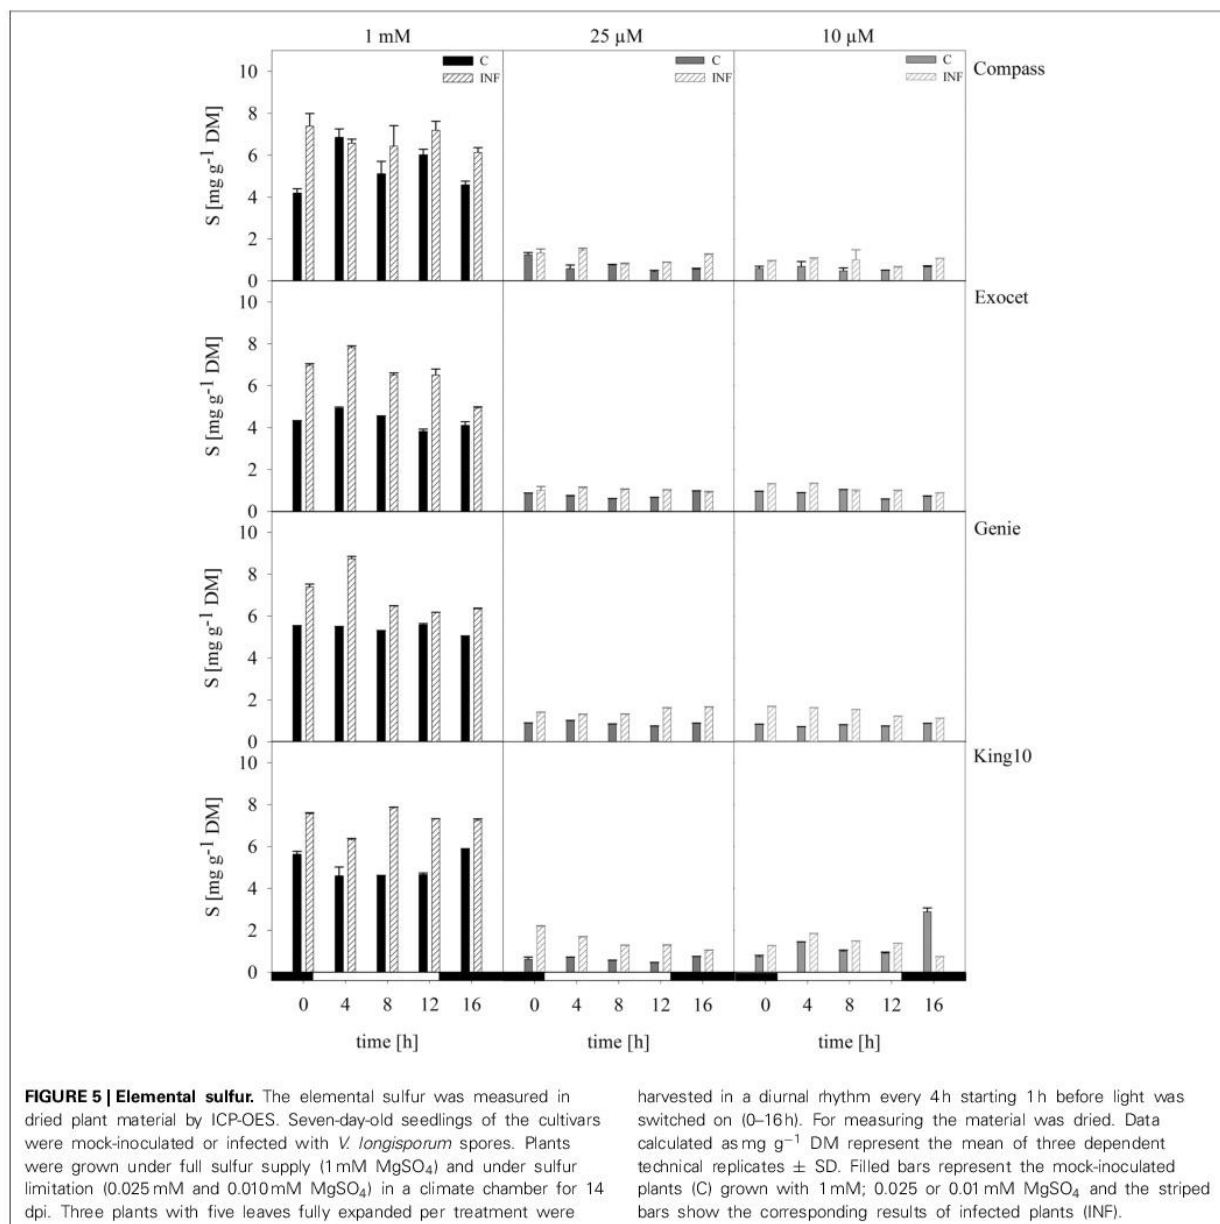 1 mM 25 µM 10 µM
C
INF
C
INF
C
INF
Compass
10
8
6
4
2
0
S [mg g-1 DM]
Exocet
10
8
6
4
2
0
S [mg g-1 DM]
Genie
10
8
6
4
2
0
S [mg g-1 DM]
King10
10
8
6
4
2
0
S [mg g-1 DM]
0 4 8 12 16 0 4 8 12 16 0 4 8 12 16
time [h] time [h] time [h]
FIGURE 5 | Elemental sulfur. The elemental sulfur was measured in
dried plant material by ICP-OES. Seven-day-old seedlings of the cultivars
were mock-inoculated or infected with V. longisporum spores. Plants
were grown under full sulfur supply (1 mM MgSO4) and under sulfur
limitation (0.025 mM and 0.010 mM MgSO4) in a climate chamber for 14
dpi. Three plants with five leaves fully expanded per treatment were
harvested in a diurnal rhythm every 4 h starting 1 h before light was
switched on (0–16 h). For measuring the material was dried. Data
calculated as mg g−1 DM represent the mean of three dependent
technical replicates ± SD. Filled bars represent the mock-inoculated
plants (C) grown with 1 mM; 0.025 or 0.01 mM MgSO4 and the striped
bars show the corresponding results of infected plants (INF).